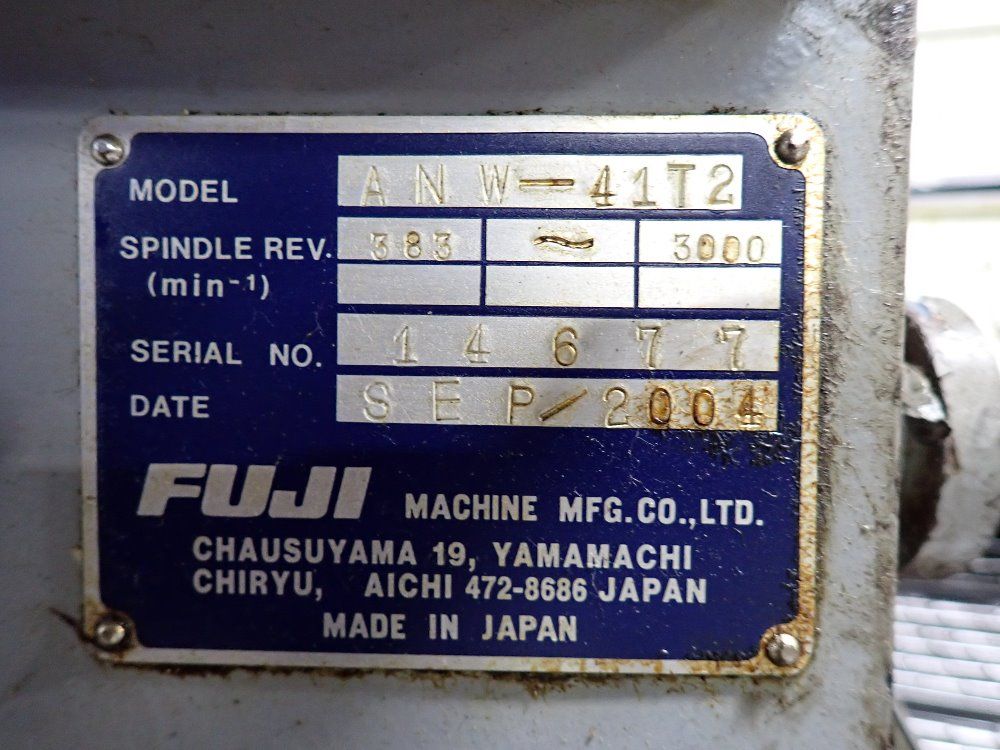 MODEL ANW-41T2
SPINDLE REV. 383 ~ 3000
(min⁻¹)
SERIAL NO. 14677
DATE SEP/2004
FUJI MACHINE MFG.CO.,LTD.
CHAUSUYAMA 19, YAMAMACHI
CHIRYU, AICHI 472-8686 JAPAN
MADE IN JAPAN